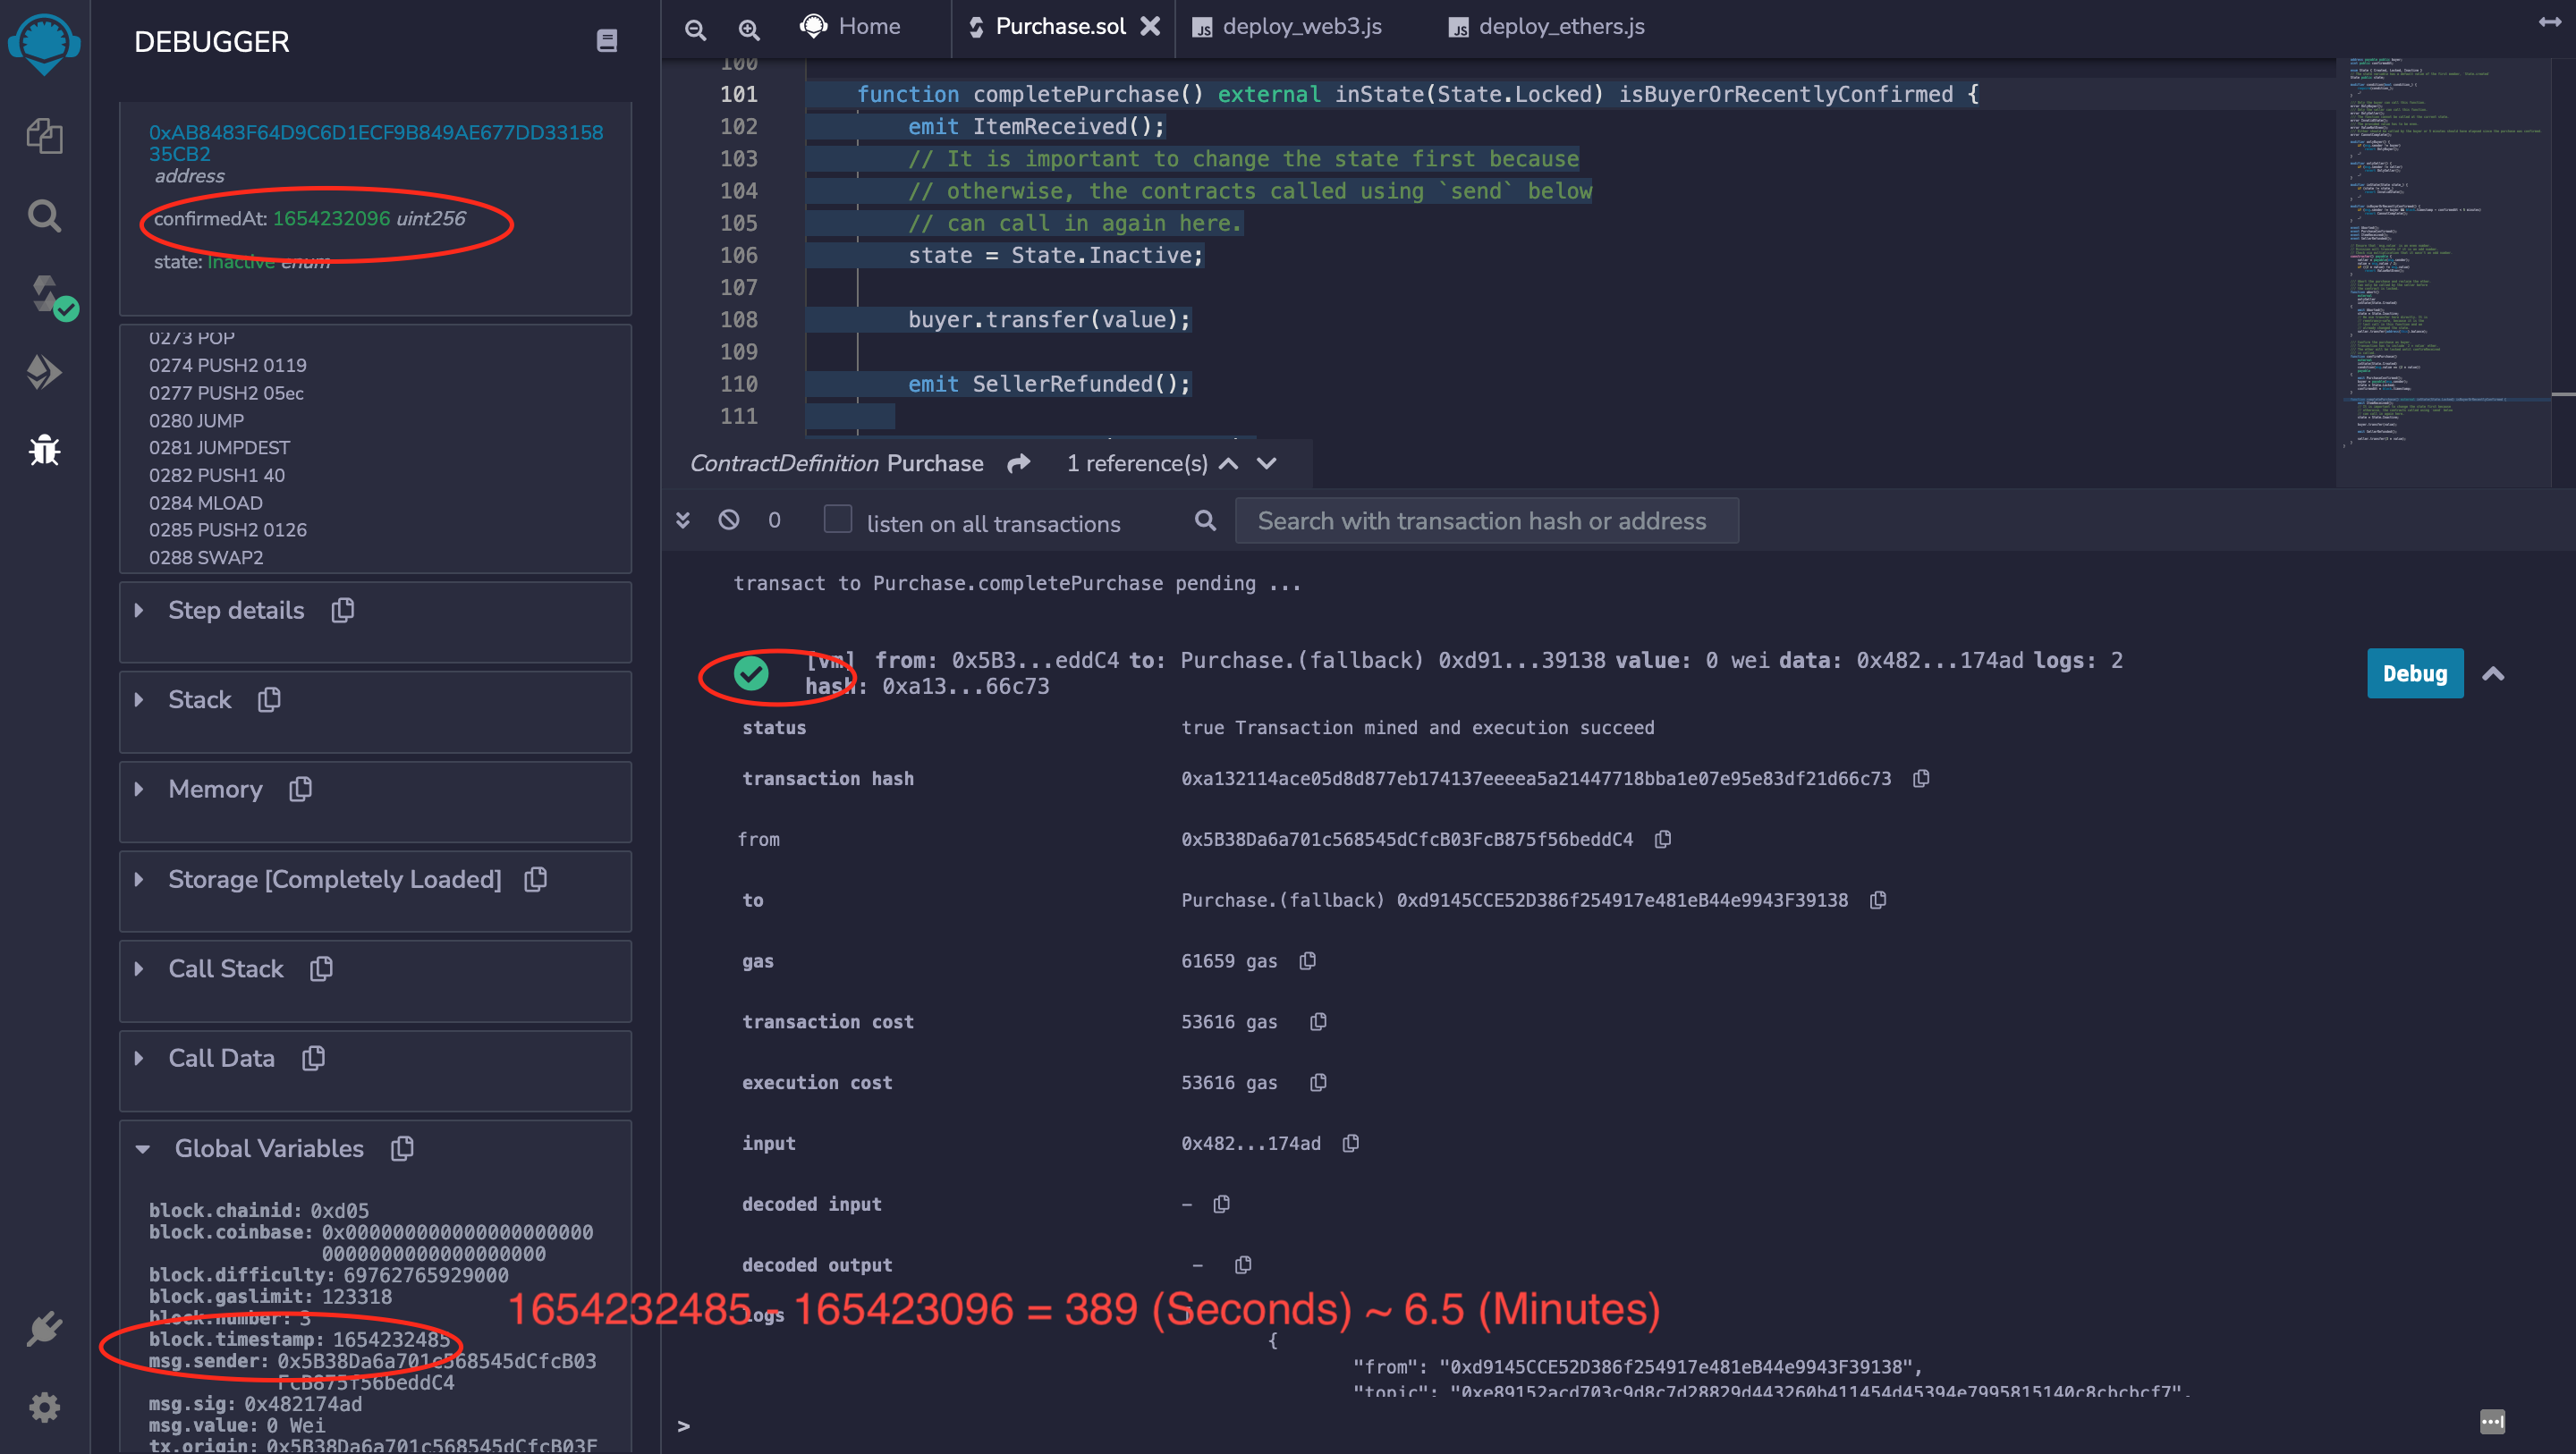 DEBUGGER
0xAB8483F64D9C6D1ECF9B849AE677DD33158
35CB2
address
confirmedAt: 1654232096 uint256
state: Inactive enum
0273 POP
0274 PUSH2 0119
0277 PUSH2 05ec
0280 JUMP
0281 JUMPDEST
0282 PUSH1 40
0284 MLOAD
0285 PUSH2 0126
0288 SWAP2
Step details
Stack
Memory
Storage [Completely Loaded]
Call Stack
Call Data
Global Variables
block.chainid: 0xd05
block.coinbase: 0x000000000000000000000
0000000000000000000
block.difficulty: 69762765929000
block.gaslimit: 123318
block.number: 3
block.timestamp: 1654232485
msg.sender: 0x5B38Da6a701c568545dCfcB03
FcB875f56beddC4
msg.sig: 0x482174ad
msg.value: 0 Wei
tx.origin: 0x5B38Da6a701c568545dCfcB03F
Home
Purchase.sol
JS deploy_web3.js
JS deploy_ethers.js
100
101 function completePurchase() external inState(State.Locked) isBuyerOrRecentlyConfirmed {
102 emit ItemReceived();
103 // It is important to change the state first because
104 // otherwise, the contracts called using `send` below
105 // can call in again here.
106 state = State.Inactive;
107
108 buyer.transfer(value);
109
110 emit SellerRefunded();
111
ContractDefinition Purchase 1 reference(s)
0 listen on all transactions Search with transaction hash or address
transact to Purchase.completePurchase pending ...
[vm] from: 0x5B3...eddC4 to: Purchase.(fallback) 0xd91...39138 value: 0 wei data: 0x482...174ad logs: 2
hash: 0xa13...66c73
Debug
status true Transaction mined and execution succeed
transaction hash 0xa132114ace05d8d877eb174137eeeea5a21447718bba1e07e95e83df21d66c73
from 0x5B38Da6a701c568545dCfcB03FcB875f56beddC4
to Purchase.(fallback) 0xd9145CCE52D386f254917e481eB44e9943F39138
gas 61659 gas
transaction cost 53616 gas
execution cost 53616 gas
input 0x482...174ad
decoded input -
decoded output -
1654232485 - 165423096 = 389 (Seconds) ~ 6.5 (Minutes)
logs
{
"from": "0xd9145CCE52D386f254917e481eB44e9943F39138",
"topic": "0xe89152acd703c9d8c7d28829d443260b411454d45394e7995815140c8cbcbcf7",
>